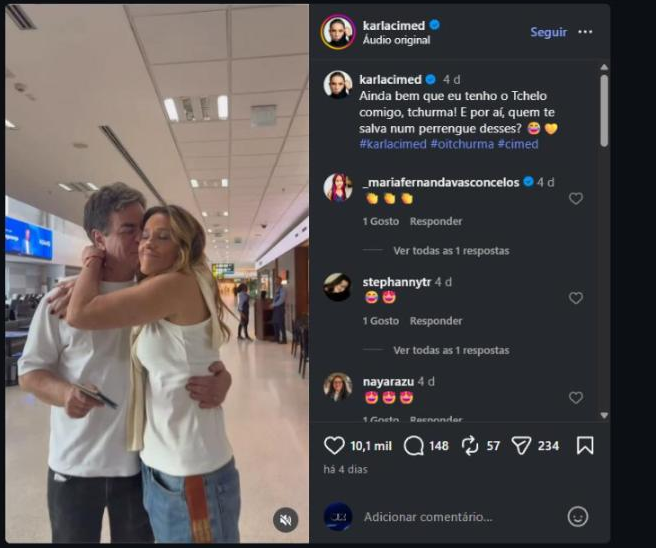 karlacimed
Áudio original
Seguir
karlacimed 4 d
Ainda bem que eu tenho o Tchelo
comigo, tchurma! E por aí, quem te
salva num perrengue desses? 😂💛
#karlacimed #oitchurma #cimed
_mariafernandavasconcelos 4 d
👏👏👏
1 Gosto Responder
Ver todas as 1 respostas
stephannytr 4 d
😂😍
1 Gosto Responder
Ver todas as 1 respostas
nayarazu 4 d
😍😍😍
1 Gosto Responder
10,1 mil 148 57 234
há 4 dias
Adicionar comentário...